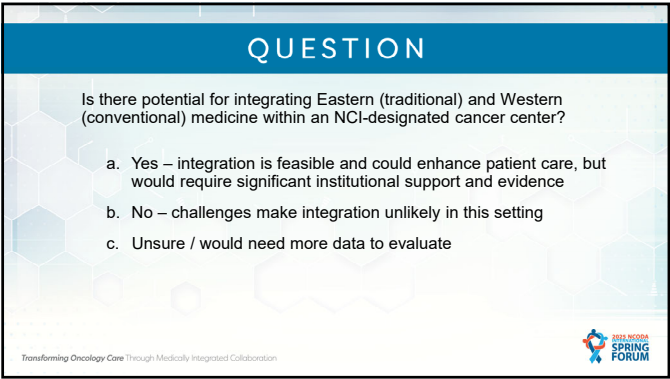 QUESTION
Is there potential for integrating Eastern (traditional) and Western
(conventional) medicine within an NCI-designated cancer center?
a. Yes – integration is feasible and could enhance patient care, but
would require significant institutional support and evidence
b. No – challenges make integration unlikely in this setting
c. Unsure / would need more data to evaluate
Transforming Oncology Care Through Medically Integrated Collaboration
2025 NCODA
INTERNATIONAL
SPRING
FORUM